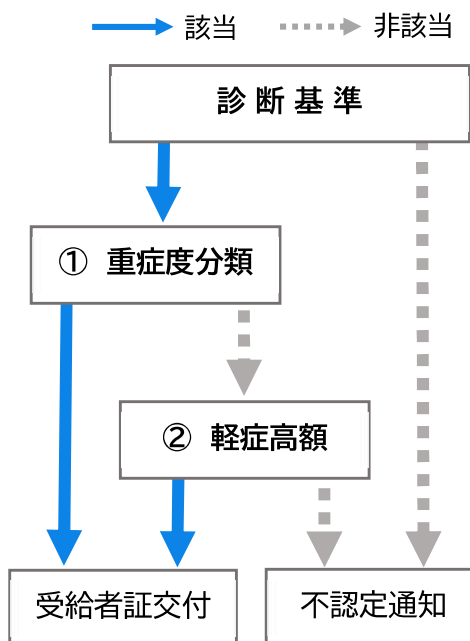 該当
非該当
診断基準
① 重症度分類
② 軽症高額
受給者証交付
不認定通知